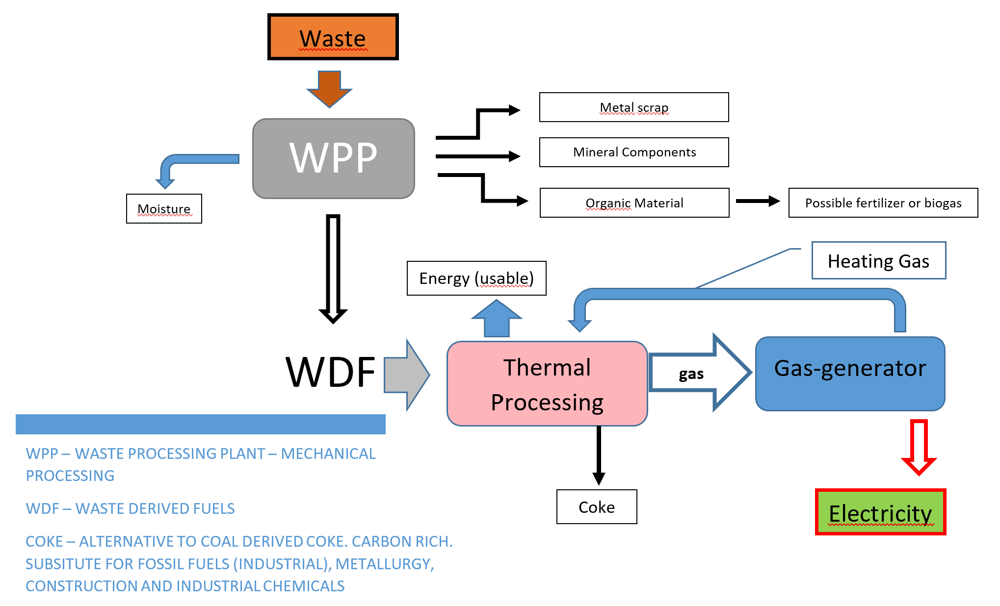 Waste
WPP
Metal scrap
Mineral Components
Moisture
Organic Material
Possible fertilizer or biogas
Heating Gas
Energy (usable)
WDF
Thermal
Processing
gas
Gas-generator
Coke
Electricity
WPP – WASTE PROCESSING PLANT – MECHANICAL
PROCESSING
WDF – WASTE DERIVED FUELS
COKE – ALTERNATIVE TO COAL DERIVED COKE. CARBON RICH.
SUBSITUTE FOR FOSSIL FUELS (INDUSTRIAL), METALLURGY,
CONSTRUCTION AND INDUSTRIAL CHEMICALS